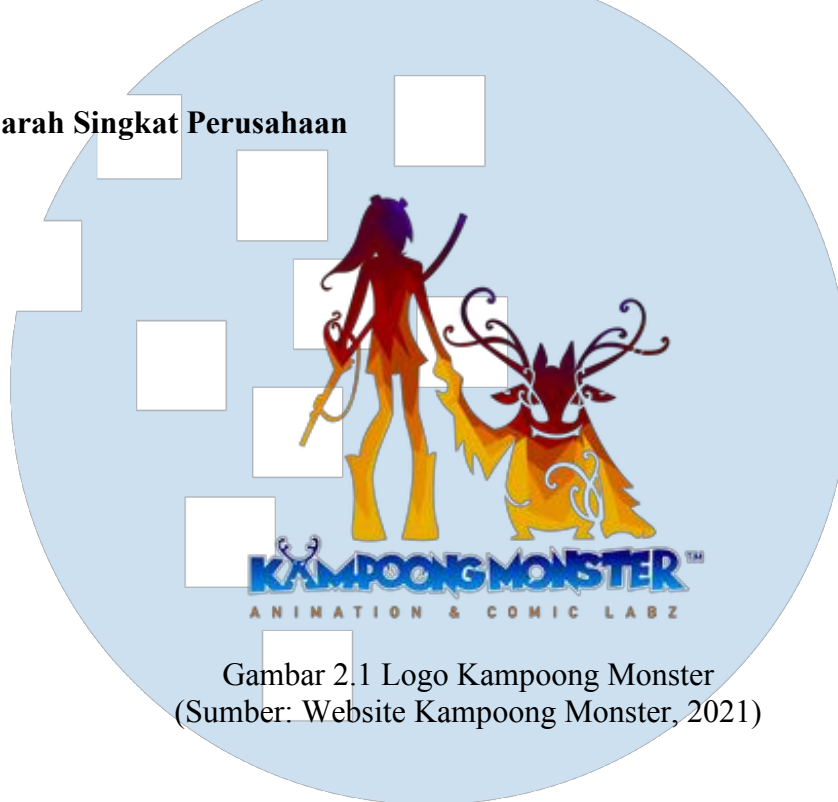 arah Singkat Perusahaan
KAMPOONG MONSTER™
ANIMATION & COMIC LABZ
Gambar 2.1 Logo Kampoong Monster
(Sumber: Website Kampoong Monster, 2021)